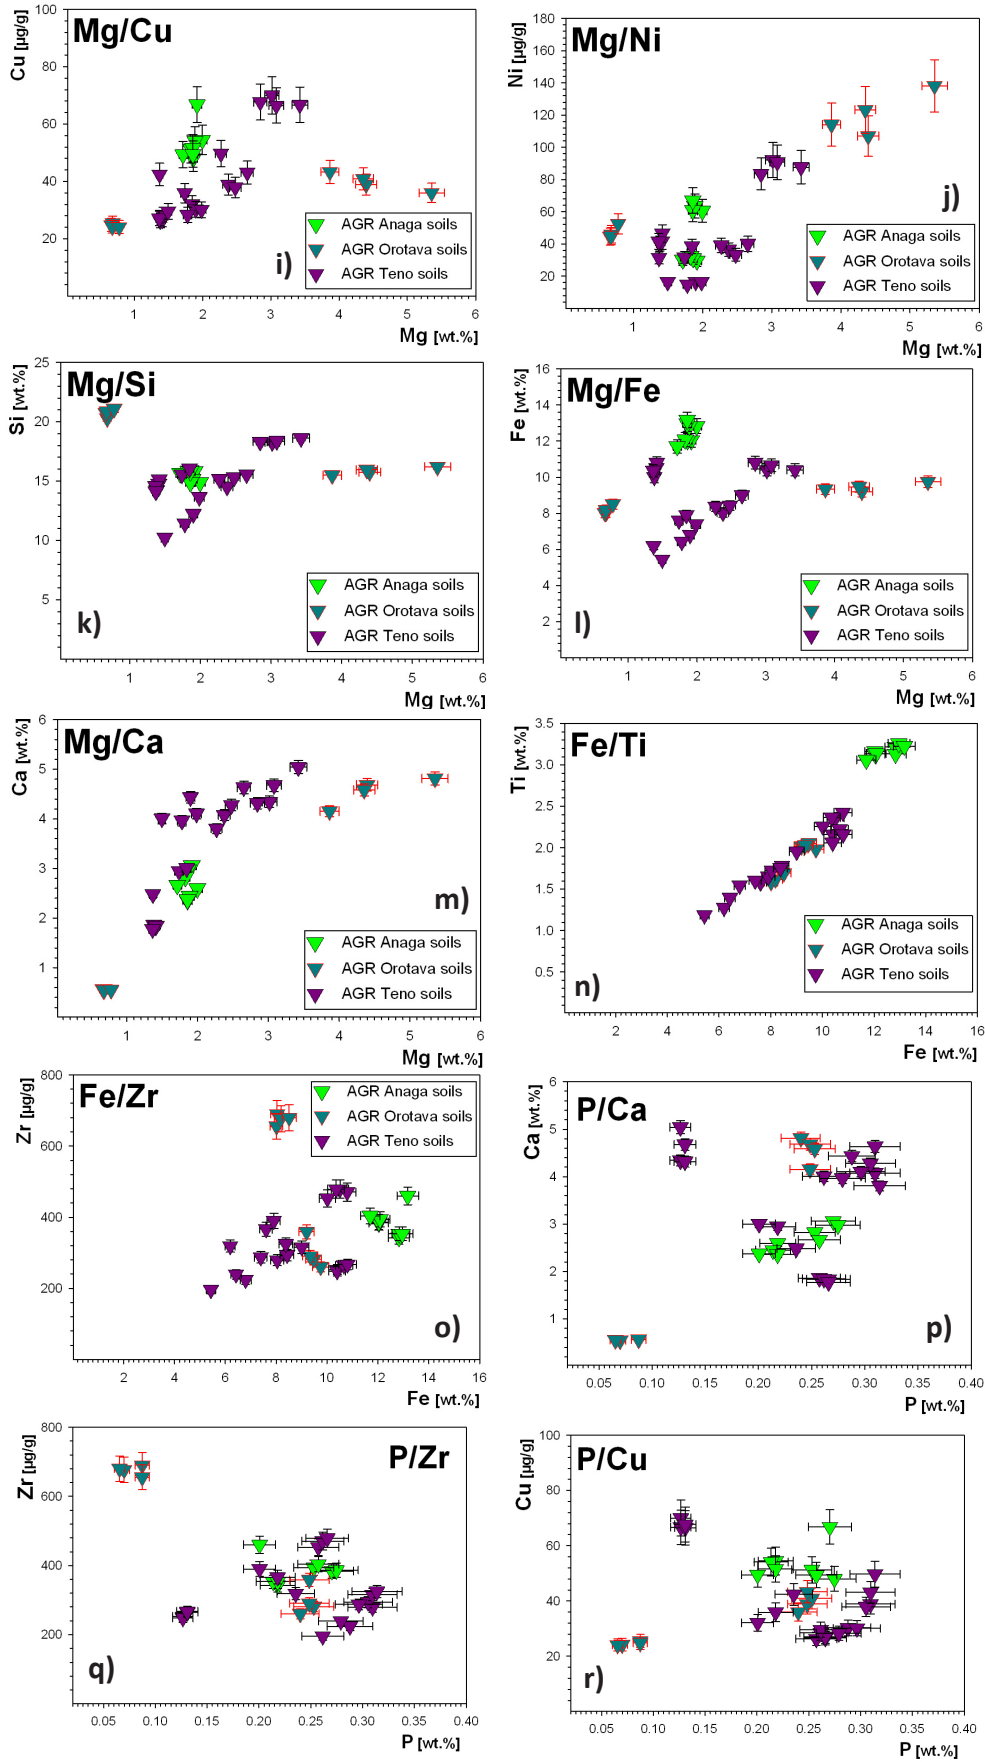 Mg/Cu
Cu [µg/g]
100
80
60
40
20
AGR Anaga soils
AGR Orotava soils
AGR Teno soils
i)
1 2 3 4 5 6
Mg [wt.%]
Mg/Ni
Ni [µg/g]
180
160
140
120
100
80
60
40
20
j)
AGR Anaga soils
AGR Orotava soils
AGR Teno soils
1 2 3 4 5 6
Mg [wt.%]
Mg/Si
Si [wt.%]
25
20
15
10
5
AGR Anaga soils
AGR Orotava soils
AGR Teno soils
k)
1 2 3 4 5 6
Mg [wt.%]
Mg/Fe
Fe [wt.%]
16
14
12
10
8
6
4
2
AGR Anaga soils
AGR Orotava soils
AGR Teno soils
l)
1 2 3 4 5 6
Mg [wt.%]
Mg/Ca
Ca [wt.%]
6
5
4
3
2
1
m)
AGR Anaga soils
AGR Orotava soils
AGR Teno soils
1 2 3 4 5 6
Mg [wt.%]
Fe/Ti
Ti [wt.%]
3.5
3.0
2.5
2.0
1.5
1.0
0.5
AGR Anaga soils
AGR Orotava soils
AGR Teno soils
n)
2 4 6 8 10 12 14 16
Fe [wt.%]
Fe/Zr
Zr [µg/g]
800
600
400
200
AGR Anaga soils
AGR Orotava soils
AGR Teno soils
o)
2 4 6 8 10 12 14 16
Fe [wt.%]
P/Ca
Ca [wt.%]
6
5
4
3
2
1
p)
0.05 0.10 0.15 0.20 0.25 0.30 0.35 0.40
P [wt.%]
P/Zr
Zr [µg/g]
800
600
400
200
q)
0.05 0.10 0.15 0.20 0.25 0.30 0.35 0.40
P [wt.%]
P/Cu
Cu [µg/g]
100
80
60
40
20
r)
0.05 0.10 0.15 0.20 0.25 0.30 0.35 0.40
P [wt.%]